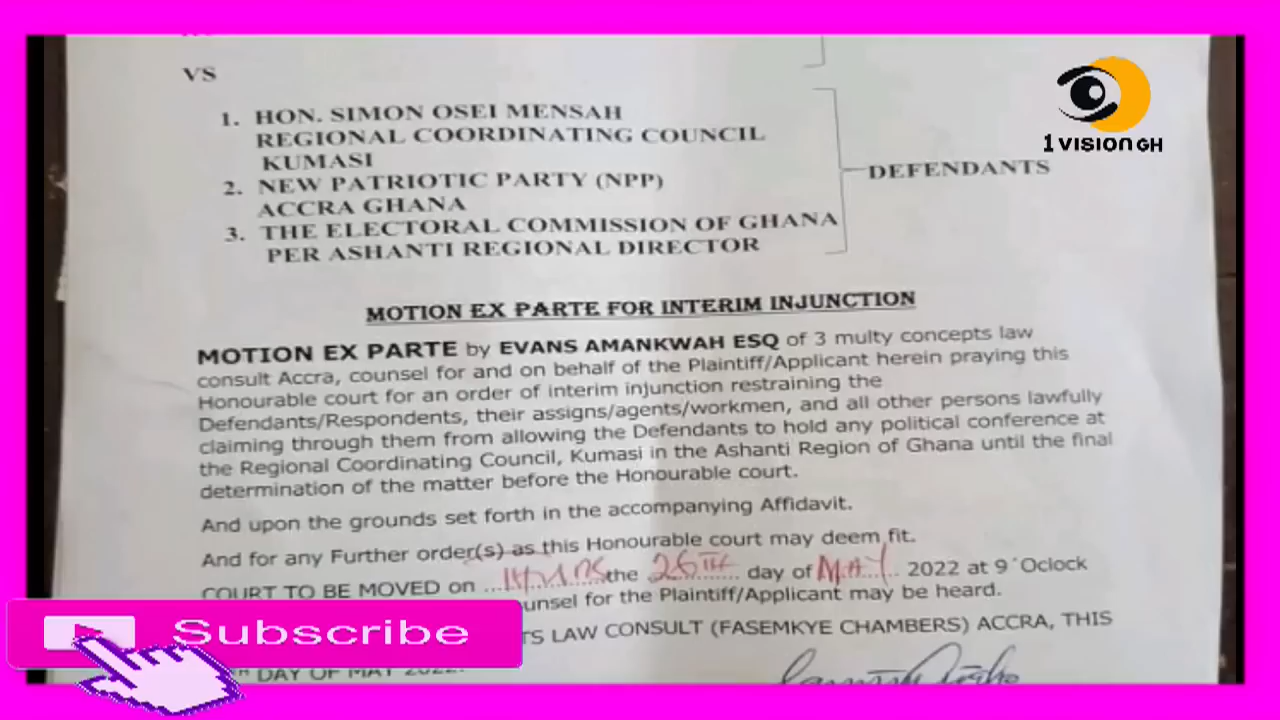 VS
1. HON. SIMON OSEI MENSAH
REGIONAL COORDINATING COUNCIL
KUMASI
2. NEW PATRIOTIC PARTY (NPP)
ACCRA GHANA
3. THE ELECTORAL COMMISSION OF GHANA
PER ASHANTI REGIONAL DIRECTOR
DEFENDANTS
1 VISION GH
MOTION EX PARTE FOR INTERIM INJUNCTION
MOTION EX PARTE by EVANS AMANKWAH ESQ of 3 multy concepts law
consult Accra, counsel for and on behalf of the Plaintiff/Applicant herein praying this
Honourable court for an order of interim injunction restraining the
Defendants/Respondents, their assigns/agents/workmen, and all other persons lawfully
claiming through them from allowing the Defendants to hold any political conference at
the Regional Coordinating Council, Kumasi in the Ashanti Region of Ghana until the final
determination of the matter before the Honourable court.
And upon the grounds set forth in the accompanying Affidavit.
And for any Further order(s) as this Honourable court may deem fit.
COURT TO BE MOVED on ....THURS....the ..26TH.. day of MAY.... 2022 at 9´Oclock
unsel for the Plaintiff/Applicant may be heard.
TS LAW CONSULT (FASEMKYE CHAMBERS) ACCRA, THIS
TH DAY OF MAY 2022.
Subscribe